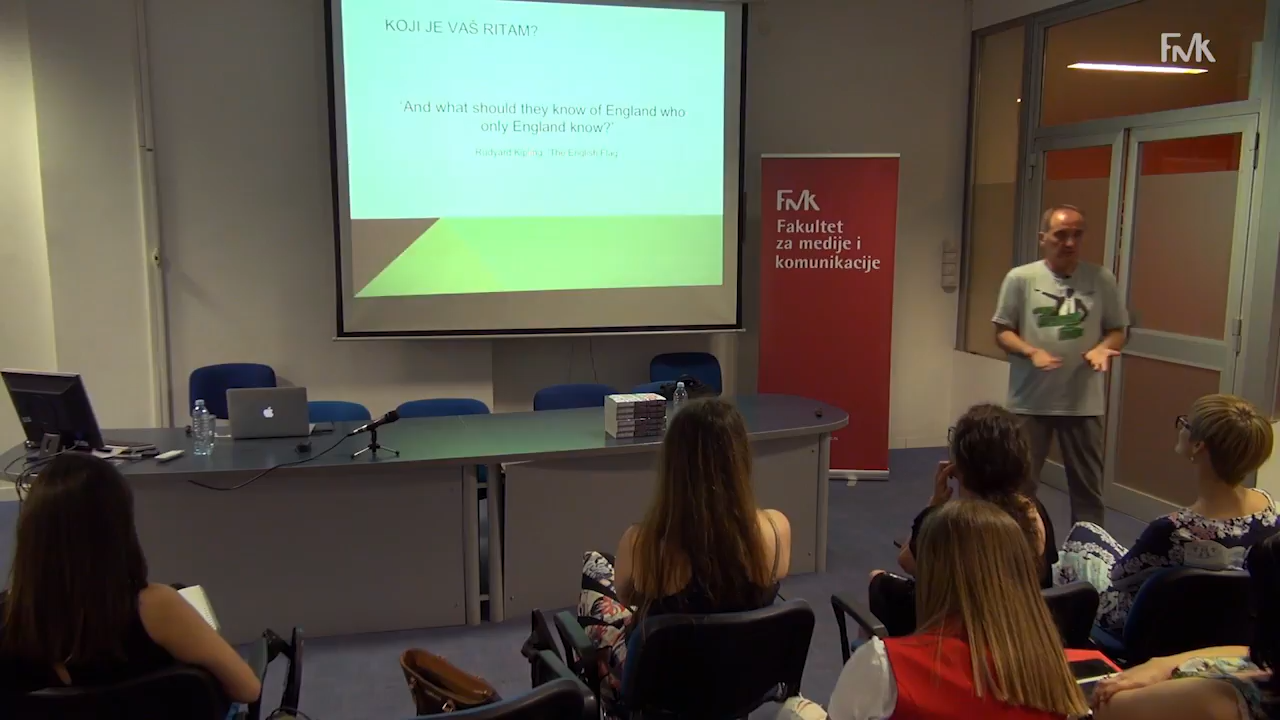 KOJI JE VAŠ RITAM?
´And what should they know of England who
only England know?´
Rudyard Kipling, ´The English Flag´
FMK
FMK
Fakultet
za medije i
komunikacije